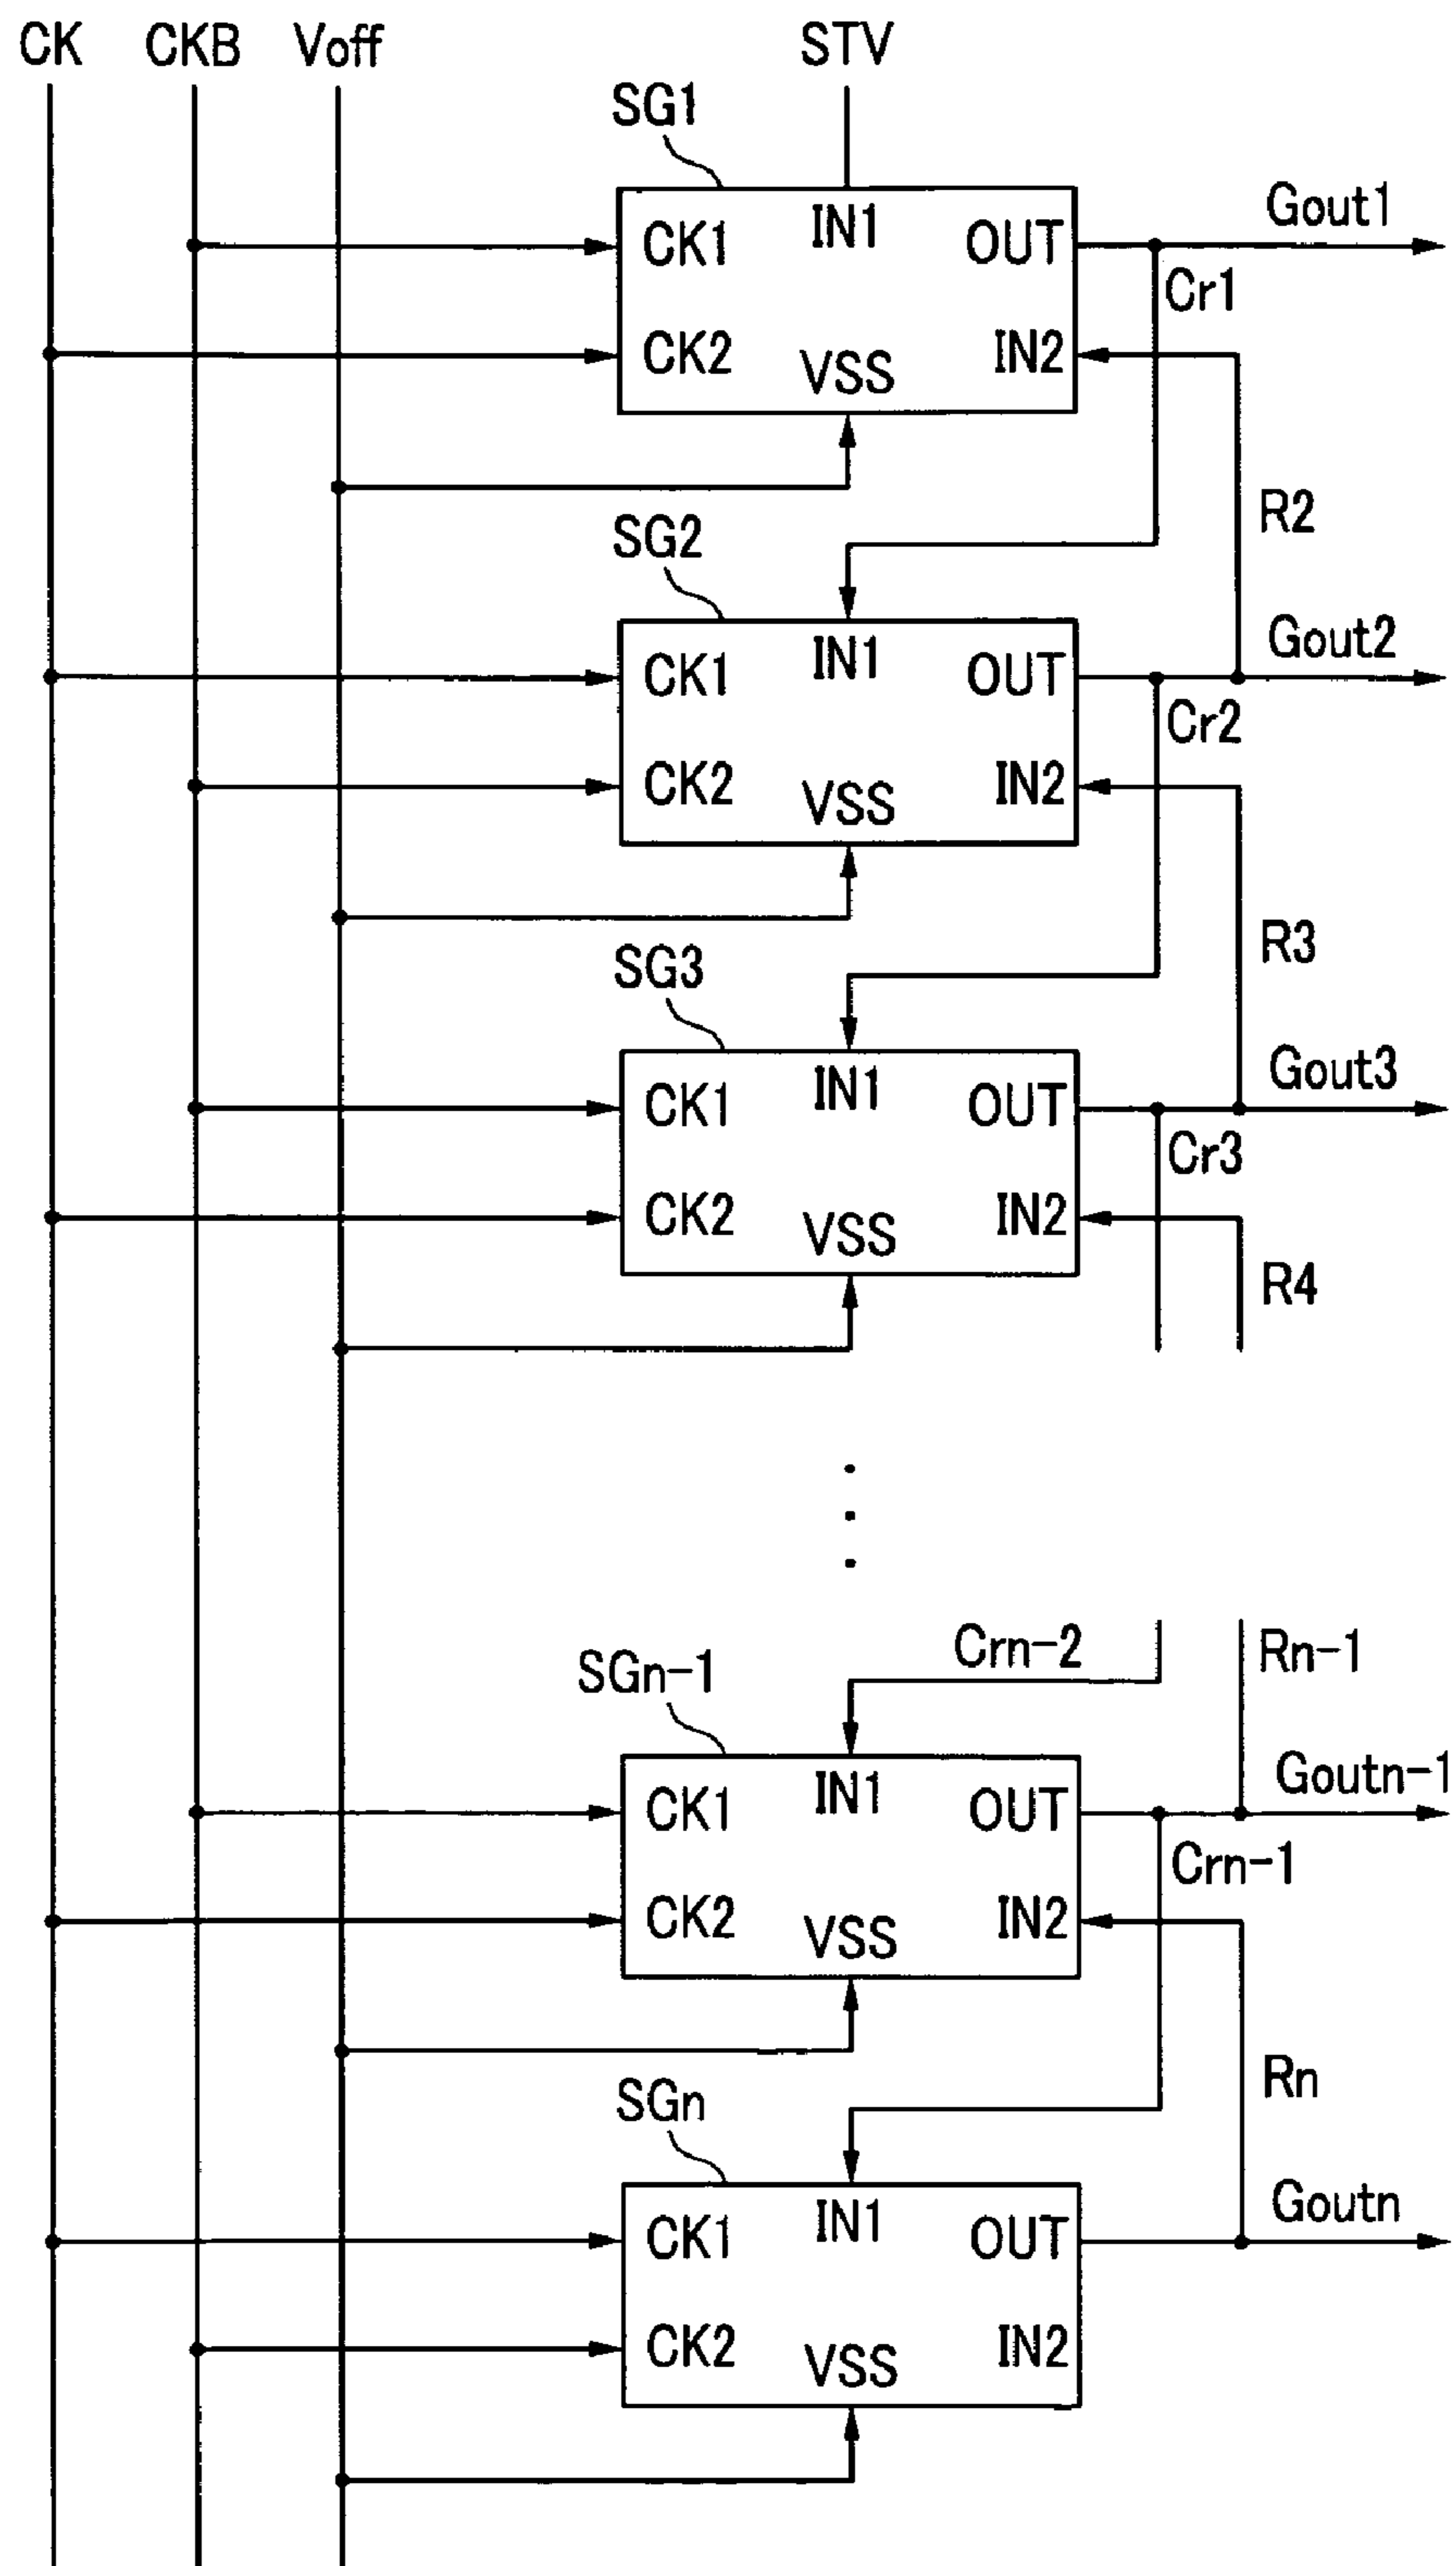 CK CKB Voff STV
SG1
Gout1
CK1 IN1 OUT
Cr1
CK2 VSS IN2
R2
SG2
Gout2
CK1 IN1 OUT
Cr2
CK2 VSS IN2
R3
SG3
Gout3
CK1 IN1 OUT
Cr3
CK2 VSS IN2
R4
Crn-2 Rn-1
SGn-1
Goutn-1
CK1 IN1 OUT
Crn-1
CK2 VSS IN2
Rn
SGn
Goutn
CK1 IN1 OUT
CK2 VSS IN2